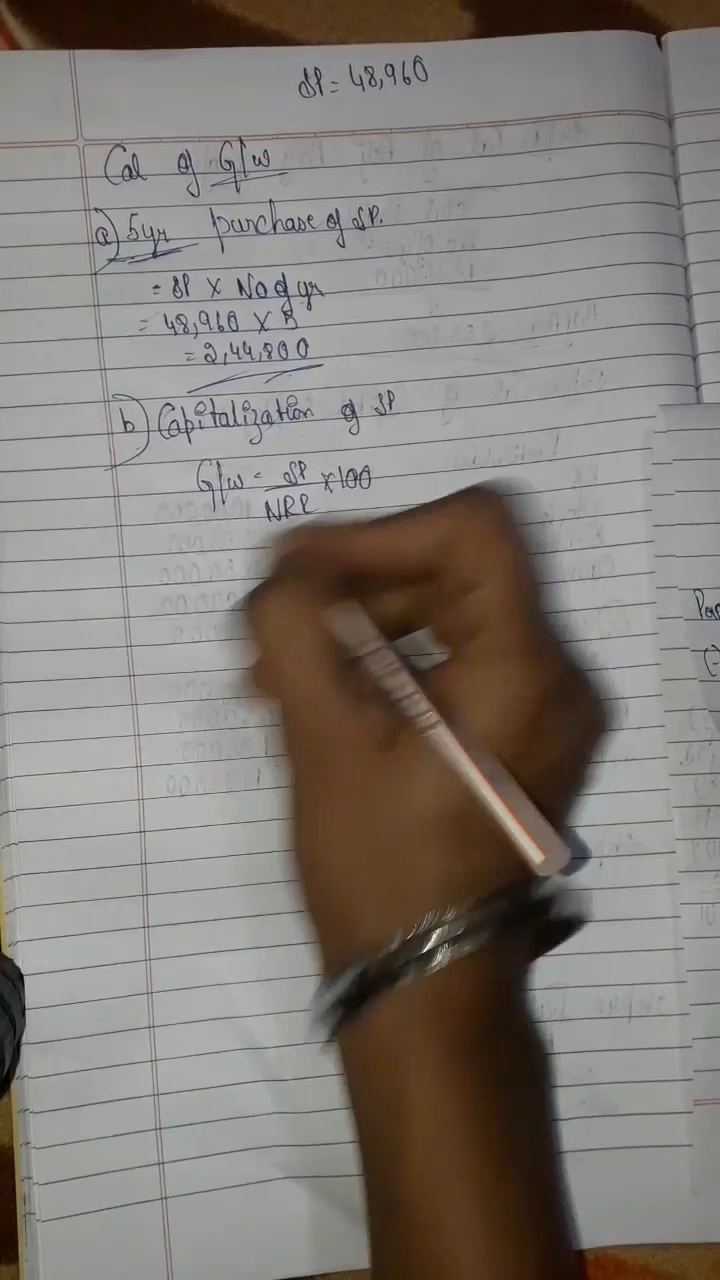 SP = 48,960
Cal of G/w
a) 5yr purchase of SP.
= SP x No of yr
= 48,960 x 5
= 2,44,800
b) Capitalization of SP
G/w = SP/NRR x 100